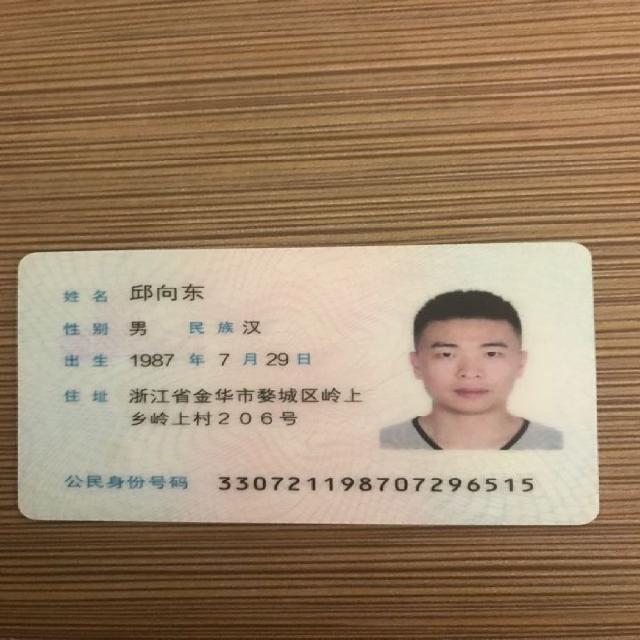 姓名 邱向东
性别 男 民族 汉
出生 1987 年 7 月 29 日
住址 浙江省金华市婺城区岭上
乡岭上村206号
公民身份号码 330721198707296515